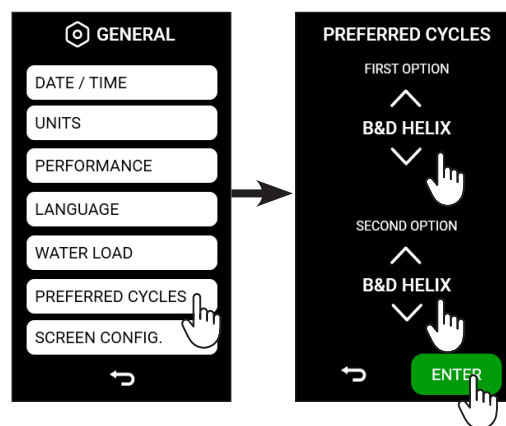 GENERAL
DATE / TIME
UNITS
PERFORMANCE
LANGUAGE
WATER LOAD
PREFERRED CYCLES
SCREEN CONFIG.
PREFERRED CYCLES
FIRST OPTION
B&D HELIX
SECOND OPTION
B&D HELIX
ENTER